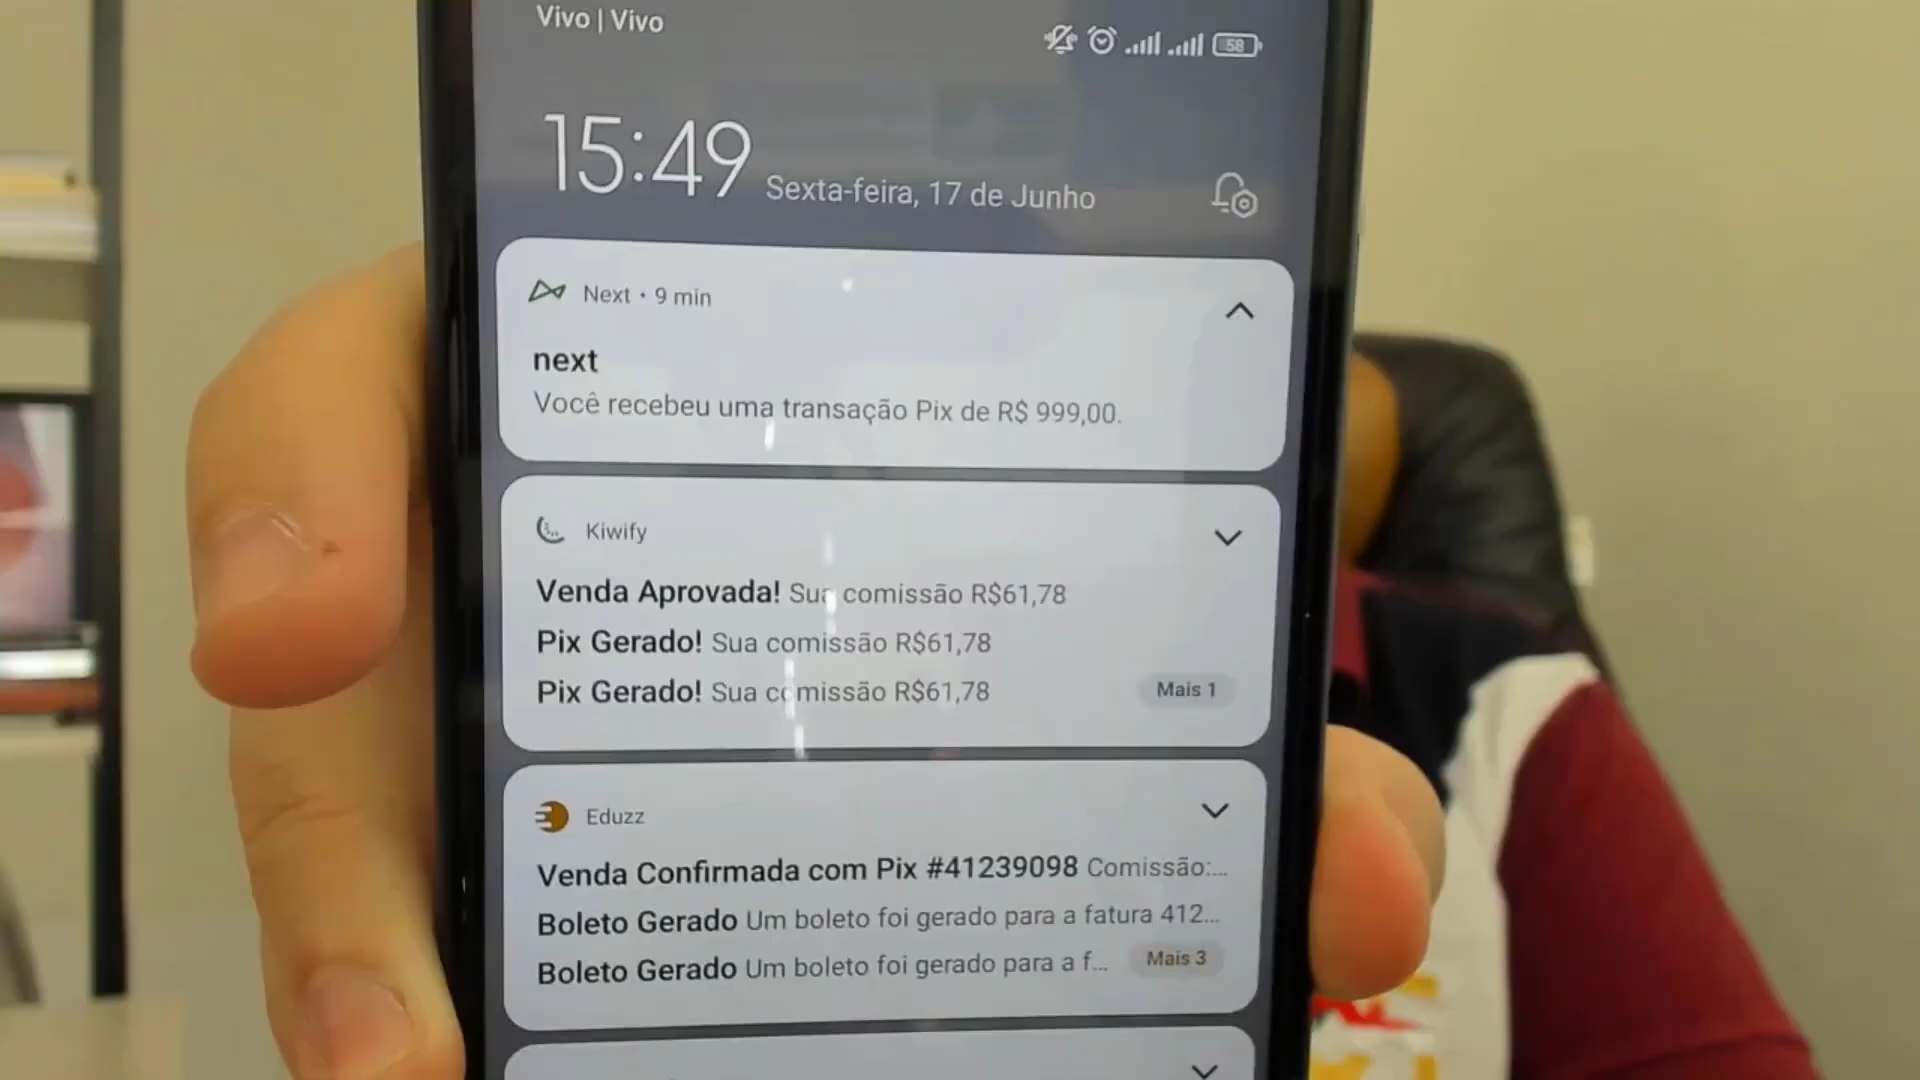 Vivo | Vivo
58
15:49 Sexta-feira, 17 de Junho
Next • 9 min
next
Você recebeu uma transação Pix de R$ 999,00.
Kiwify
Venda Aprovada! Sua comissão R$61,78
Pix Gerado! Sua comissão R$61,78
Pix Gerado! Sua comissão R$61,78
Mais 1
Eduzz
Venda Confirmada com Pix #41239098 Comissão:...
Boleto Gerado Um boleto foi gerado para a fatura 412...
Boleto Gerado Um boleto foi gerado para a f...
Mais 3